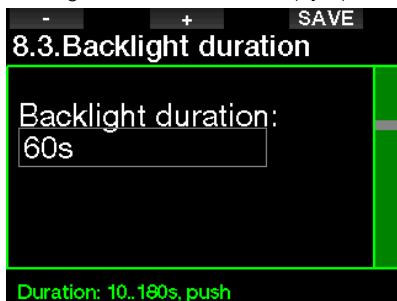 - + SAVE
8.3.Backlight duration
Backlight duration:
60s
Duration: 10..180s, push